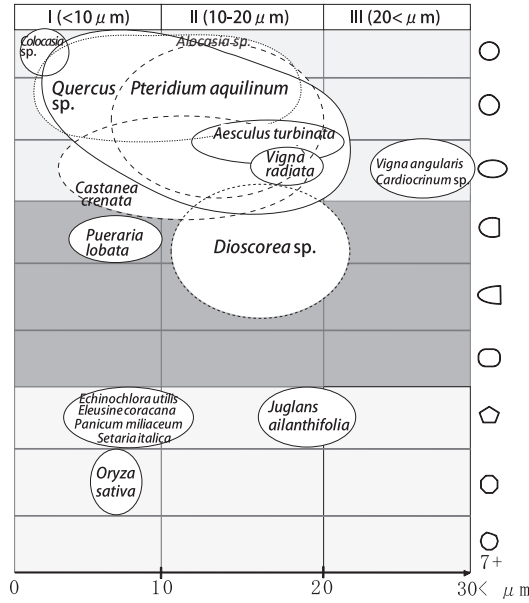 I (<10 μm) II (10-20 μm) III (20< μm)
Colocasia
sp.
Alocasia sp.
Quercus
sp.
Pteridium aquilinum
Aesculus turbinata
Vigna
radiata
Vigna angularis
Cardiocrinum sp.
Castanea
crenata
Pueraria
lobata
Dioscorea sp.
Echinochlora utilis
Eleusine coracana
Panicum miliaceum
Setaria italica
Juglans
ailanthifolia
Oryza
sativa
7+
0 10 20 30< μm